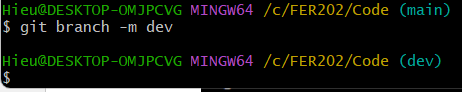 Hieu@DESKTOP-OMJPCVG MINGW64 /c/FER202/Code (main)
$ git branch -m dev
Hieu@DESKTOP-OMJPCVG MINGW64 /c/FER202/Code (dev)
$